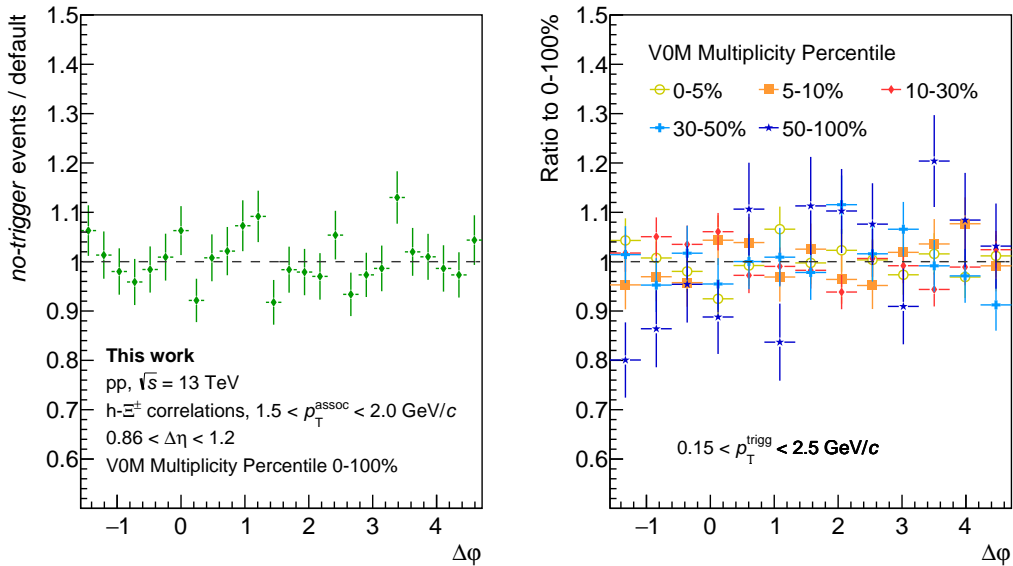 no-trigger events / default
1.5
1.4
1.3
1.2
1.1
1
0.9
0.8
0.7
0.6
This work
pp, √s = 13 TeV
h-Ξ± correlations, 1.5 < p_T^assoc < 2.0 GeV/c
0.86 < Δη < 1.2
V0M Multiplicity Percentile 0-100%
−1 0 1 2 3 4
Δφ
Ratio to 0-100%
1.5
1.4
1.3
1.2
1.1
1
0.9
0.8
0.7
0.6
V0M Multiplicity Percentile
0-5% 5-10% 10-30%
30-50% 50-100%
0.15 < p_T^trigg < 2.5 GeV/c
−1 0 1 2 3 4
Δφ